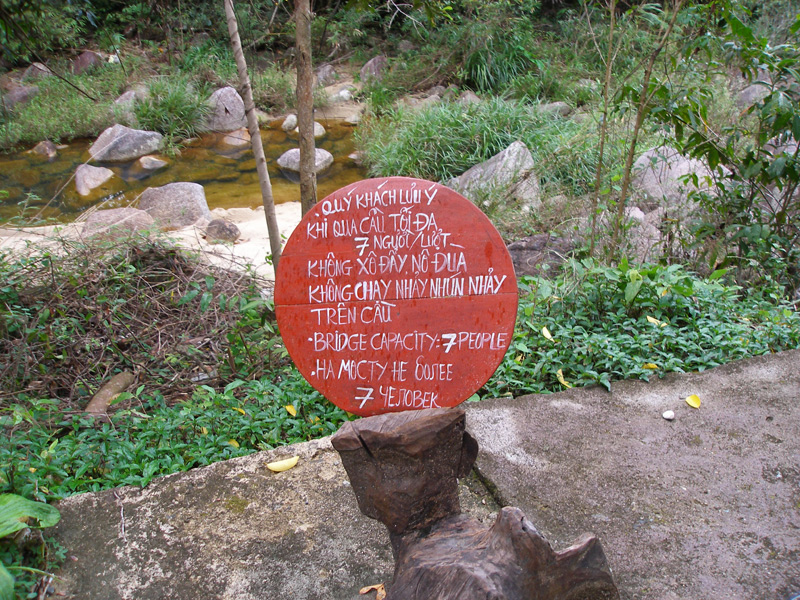 . QUÝ KHÁCH LƯU Ý
KHI QUA CẦU TỐI ĐA
7 NGƯỜI/LƯỢT
KHÔNG XÔ ĐẨY, NÔ ĐÙA
KHÔNG CHẠY NHẢY NHÚN NHẢY
TRÊN CẦU
. BRIDGE CAPACITY: 7 PEOPLE
. НА МОСТУ НЕ БОЛЕЕ
7 ЧЕЛОВЕК